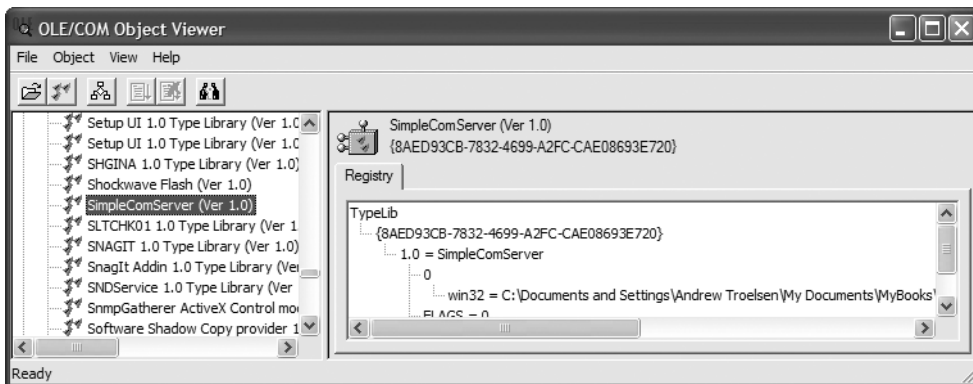 OLE/COM Object Viewer
File Object View Help
Setup UI 1.0 Type Library (Ver 1.0
Setup UI 1.0 Type Library (Ver 1.0
SHGINA 1.0 Type Library (Ver 1.0)
Shockwave Flash (Ver 1.0)
SimpleComServer (Ver 1.0)
SLTCHK01 1.0 Type Library (Ver 1
SNAGIT 1.0 Type Library (Ver 1.0)
SnagIt Addin 1.0 Type Library (Ver
SNDService 1.0 Type Library (Ver
SnmpGatherer ActiveX Control mo
Software Shadow Copy provider 1
SimpleComServer (Ver 1.0)
{8AED93CB-7832-4699-A2FC-CAE08693E720}
Registry
TypeLib
{8AED93CB-7832-4699-A2FC-CAE08693E720}
1.0 = SimpleComServer
0
win32 = C:\Documents and Settings\Andrew Troelsen\My Documents\MyBooks\
FLAGS = 0
Ready